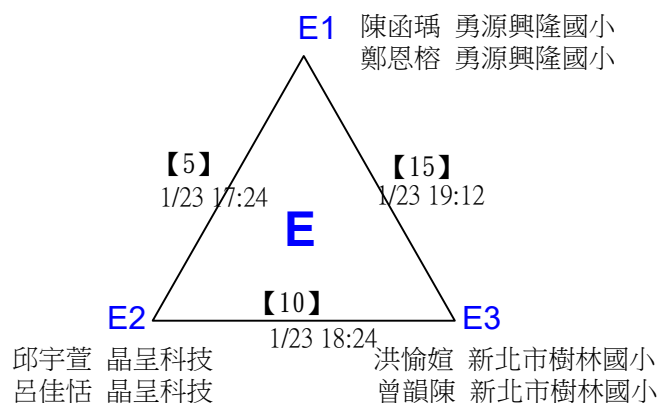 E1
陳函瑀 勇源興隆國小
鄭恩榕 勇源興隆國小
【5】
1/23 17:24
【15】
1/23 19:12
E
【10】
1/23 18:24
E2
邱宇萱 晶呈科技
呂佳恬 晶呈科技
E3
洪愉媗 新北市樹林國小
曾韻陳 新北市樹林國小